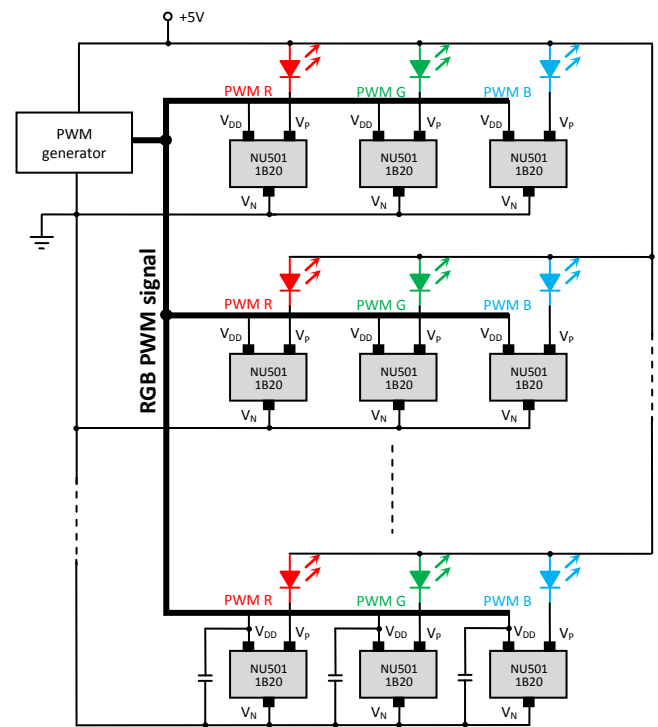 +5V
PWM R
PWM G
PWM B
PWM
generator
VDD
VP
VDD
VP
VDD
VP
NU501
1B20
NU501
1B20
NU501
1B20
VN
VN
VN
RGB PWM signal
PWM R
PWM G
PWM B
VDD
VP
VDD
VP
VDD
VP
NU501
1B20
NU501
1B20
NU501
1B20
VN
VN
VN
PWM R
PWM G
PWM B
VDD
VP
VDD
VP
VDD
VP
NU501
1B20
NU501
1B20
NU501
1B20
VN
VN
VN